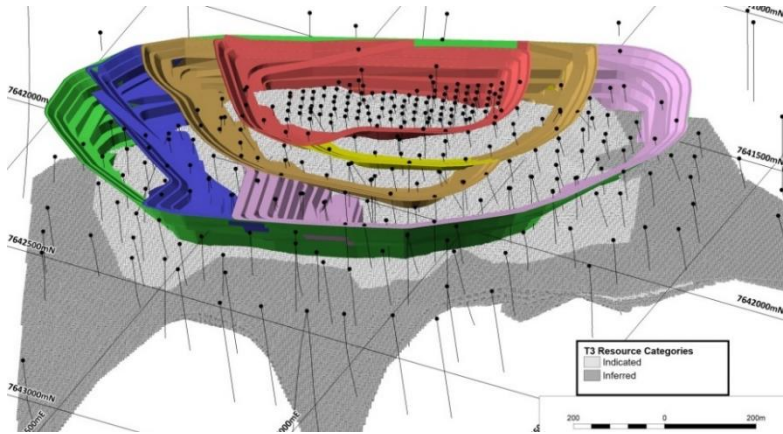 7642000mN
7641500mN
7642500mN
7642000mN
7643000mN
T3 Resource Categories
Indicated
Inferred
200
0
200m